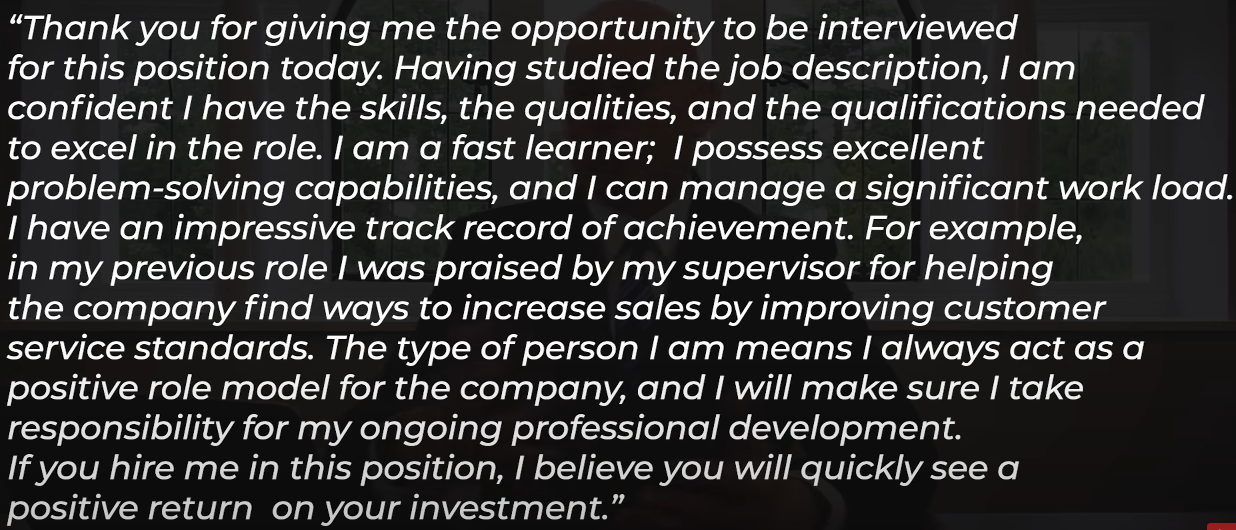 “Thank you for giving me the opportunity to be interviewed
for this position today. Having studied the job description, I am
confident I have the skills, the qualities, and the qualifications needed
to excel in the role. I am a fast learner;  I possess excellent
problem-solving capabilities, and I can manage a significant work load.
I have an impressive track record of achievement. For example,
in my previous role I was praised by my supervisor for helping
the company find ways to increase sales by improving customer
service standards. The type of person I am means I always act as a
positive role model for the company, and I will make sure I take
responsibility for my ongoing professional development.
If you hire me in this position, I believe you will quickly see a
positive return  on your investment.”